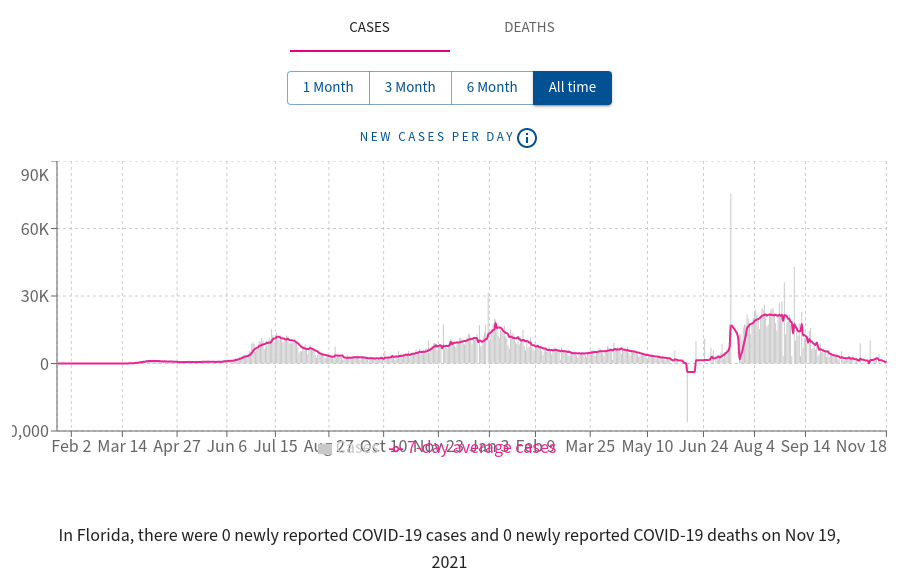 CASES DEATHS
1 Month 3 Month 6 Month All time
NEW CASES PER DAY
90K
60K
30K
0
0,000
Feb 2 Mar 14 Apr 27 Jun 6 Jul 15 Aug 27 Oct 10 Nov 23 Jan 3 Feb 9 Mar 25 May 10 Jun 24 Aug 4 Sep 14 Nov 18
Cases 7-day average cases
In Florida, there were 0 newly reported COVID-19 cases and 0 newly reported COVID-19 deaths on Nov 19,
2021